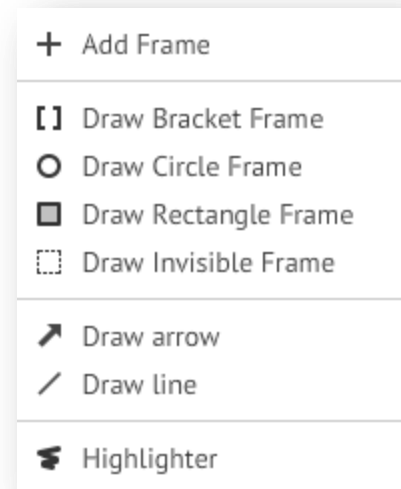 Add Frame
Draw Bracket Frame
Draw Circle Frame
Draw Rectangle Frame
Draw Invisible Frame
Draw arrow
Draw line
Highlighter